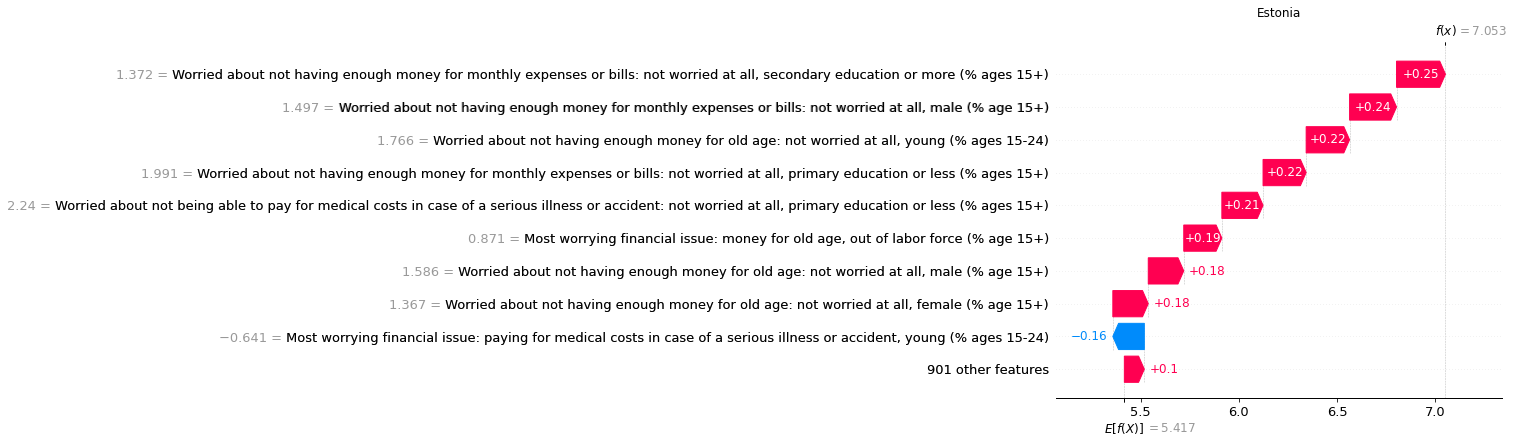 Estonia
f(x) = 7.053
1.372 = Worried about not having enough money for monthly expenses or bills: not worried at all, secondary education or more (% ages 15+) +0.25
1.497 = Worried about not having enough money for monthly expenses or bills: not worried at all, male (% age 15+) +0.24
1.766 = Worried about not having enough money for old age: not worried at all, young (% ages 15-24) +0.22
1.991 = Worried about not having enough money for monthly expenses or bills: not worried at all, primary education or less (% ages 15+) +0.22
2.24 = Worried about not being able to pay for medical costs in case of a serious illness or accident: not worried at all, primary education or less (% ages 15+) +0.21
0.871 = Most worrying financial issue: money for old age, out of labor force (% age 15+) +0.19
1.586 = Worried about not having enough money for old age: not worried at all, male (% age 15+) +0.18
1.367 = Worried about not having enough money for old age: not worried at all, female (% age 15+) +0.18
−0.641 = Most worrying financial issue: paying for medical costs in case of a serious illness or accident, young (% ages 15-24) −0.16
901 other features +0.1
5.5 6.0 6.5 7.0
E[f(X)] = 5.417